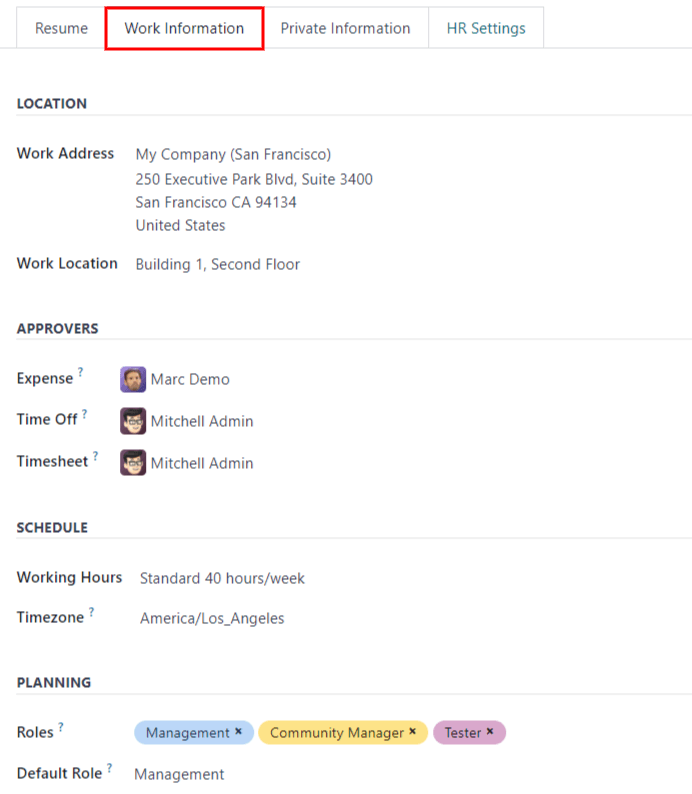 Resume Work Information Private Information HR Settings
LOCATION
Work Address My Company (San Francisco)
250 Executive Park Blvd, Suite 3400
San Francisco CA 94134
United States
Work Location Building 1, Second Floor
APPROVERS
Expense ? Marc Demo
Time Off ? Mitchell Admin
Timesheet ? Mitchell Admin
SCHEDULE
Working Hours Standard 40 hours/week
Timezone ? America/Los_Angeles
PLANNING
Roles ? Management × Community Manager × Tester ×
Default Role ? Management